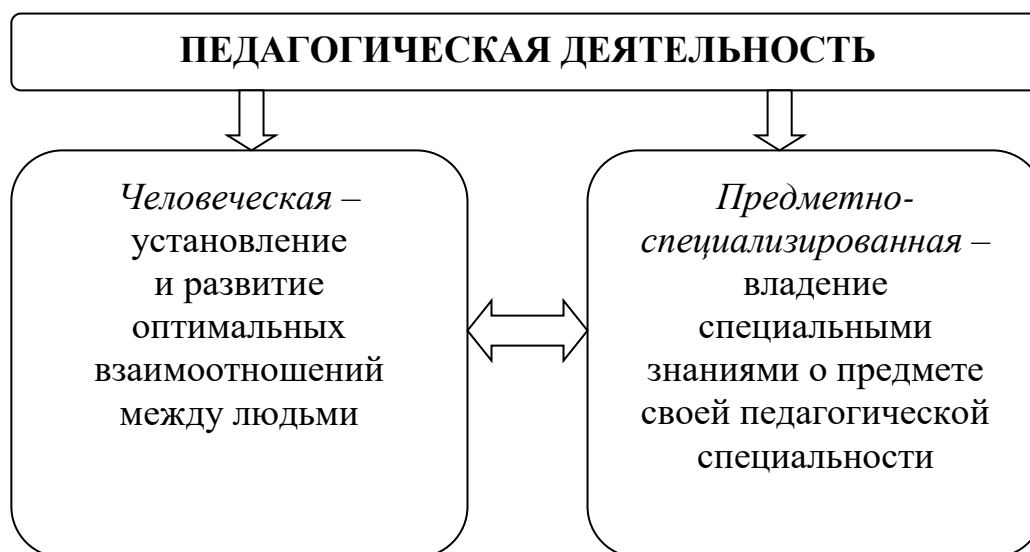 ПЕДАГОГИЧЕСКАЯ ДЕЯТЕЛЬНОСТЬ
Человеческая –
установление
и развитие
оптимальных
взаимоотношений
между людьми
Предметно-
специализированная –
владение
специальными
знаниями о предмете
своей педагогической
специальности